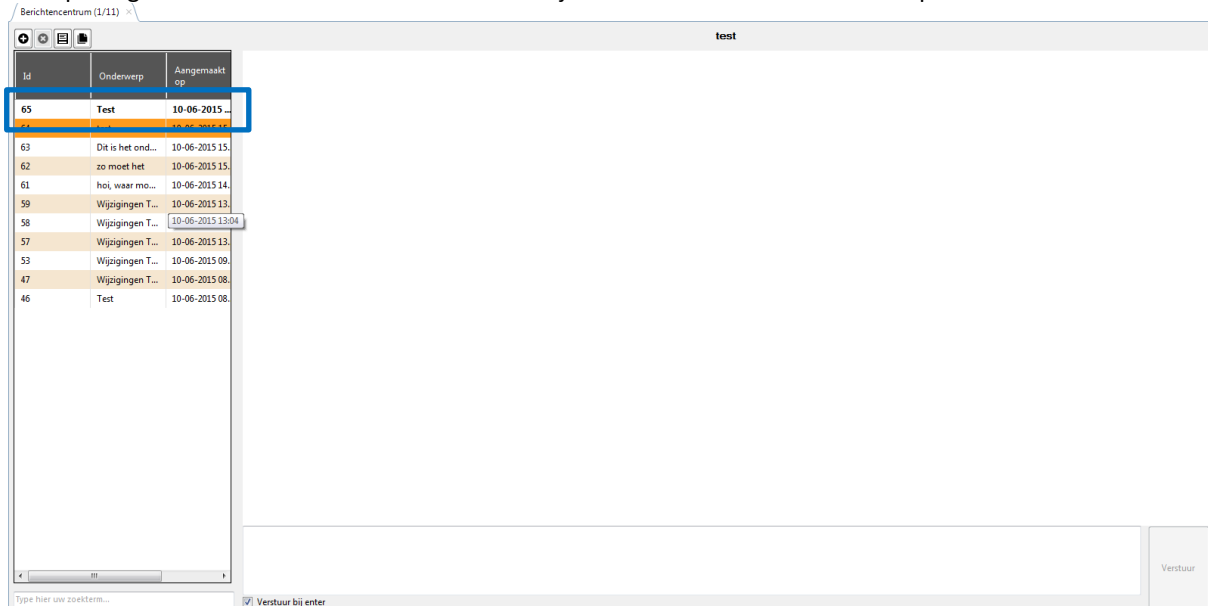 Berichtencentrum (1/11) ×
test
Id Onderwerp Aangemaakt op
65 Test 10-06-2015 ...
63 Dit is het ond... 10-06-2015 15.
62 zo moet het 10-06-2015 15.
61 hoi, waar mo... 10-06-2015 14.
59 Wijzigingen T... 10-06-2015 13.
58 Wijzigingen T... 10-06-2015 13:04
57 Wijzigingen T... 10-06-2015 13.
53 Wijzigingen T... 10-06-2015 09.
47 Wijzigingen T... 10-06-2015 08.
46 Test 10-06-2015 08.
Verstuur
Type hier uw zoekterm...
Verstuur bij enter